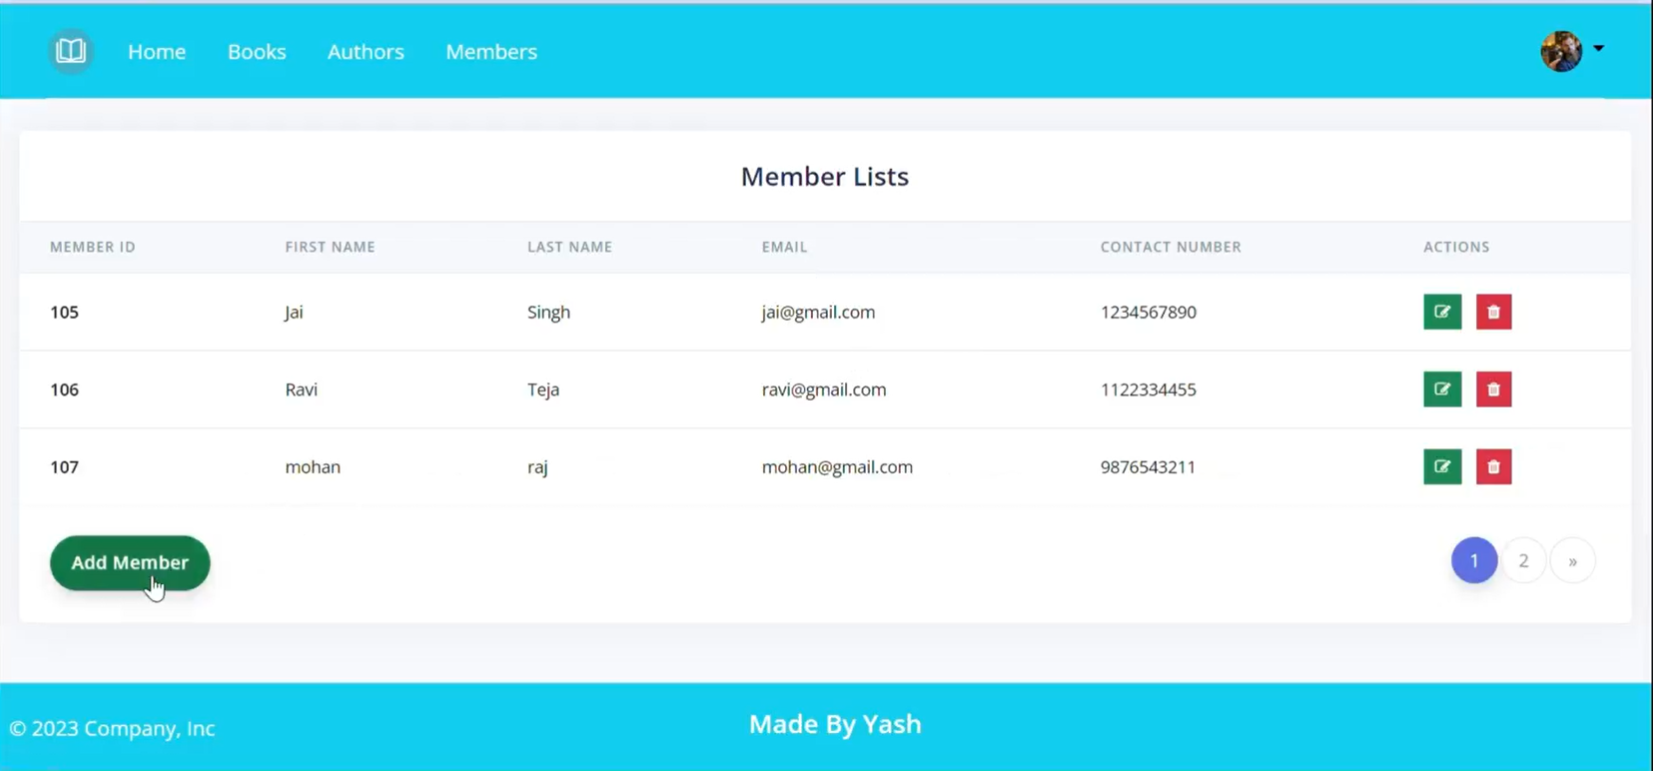 Home Books Authors Members
Member Lists
MEMBER ID FIRST NAME LAST NAME EMAIL CONTACT NUMBER ACTIONS
105 Jai Singh jai@gmail.com 1234567890
106 Ravi Teja ravi@gmail.com 1122334455
107 mohan raj mohan@gmail.com 9876543211
Add Member 1 2 »
© 2023 Company, Inc Made By Yash